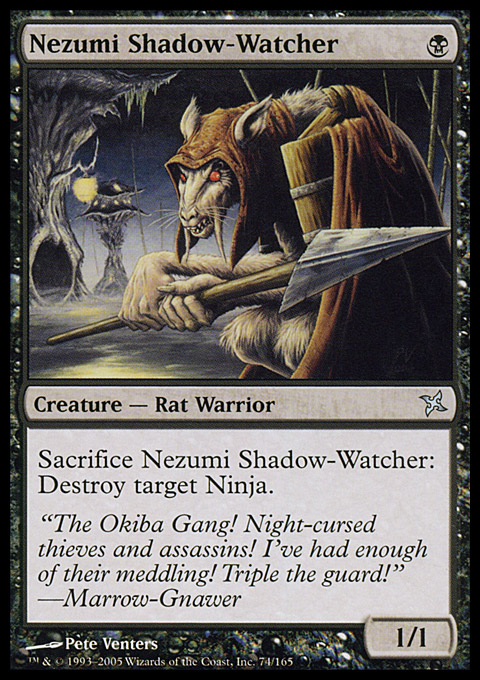 Nezumi Shadow-Watcher
Creature — Rat Warrior
Sacrifice Nezumi Shadow-Watcher:
Destroy target Ninja.
“The Okiba Gang! Night-cursed
thieves and assassins! I’ve had enough
of their meddling! Triple the guard!”
—Marrow-Gnawer
Pete Venters
1/1
™ & © 1993–2005 Wizards of the Coast, Inc. 74/165